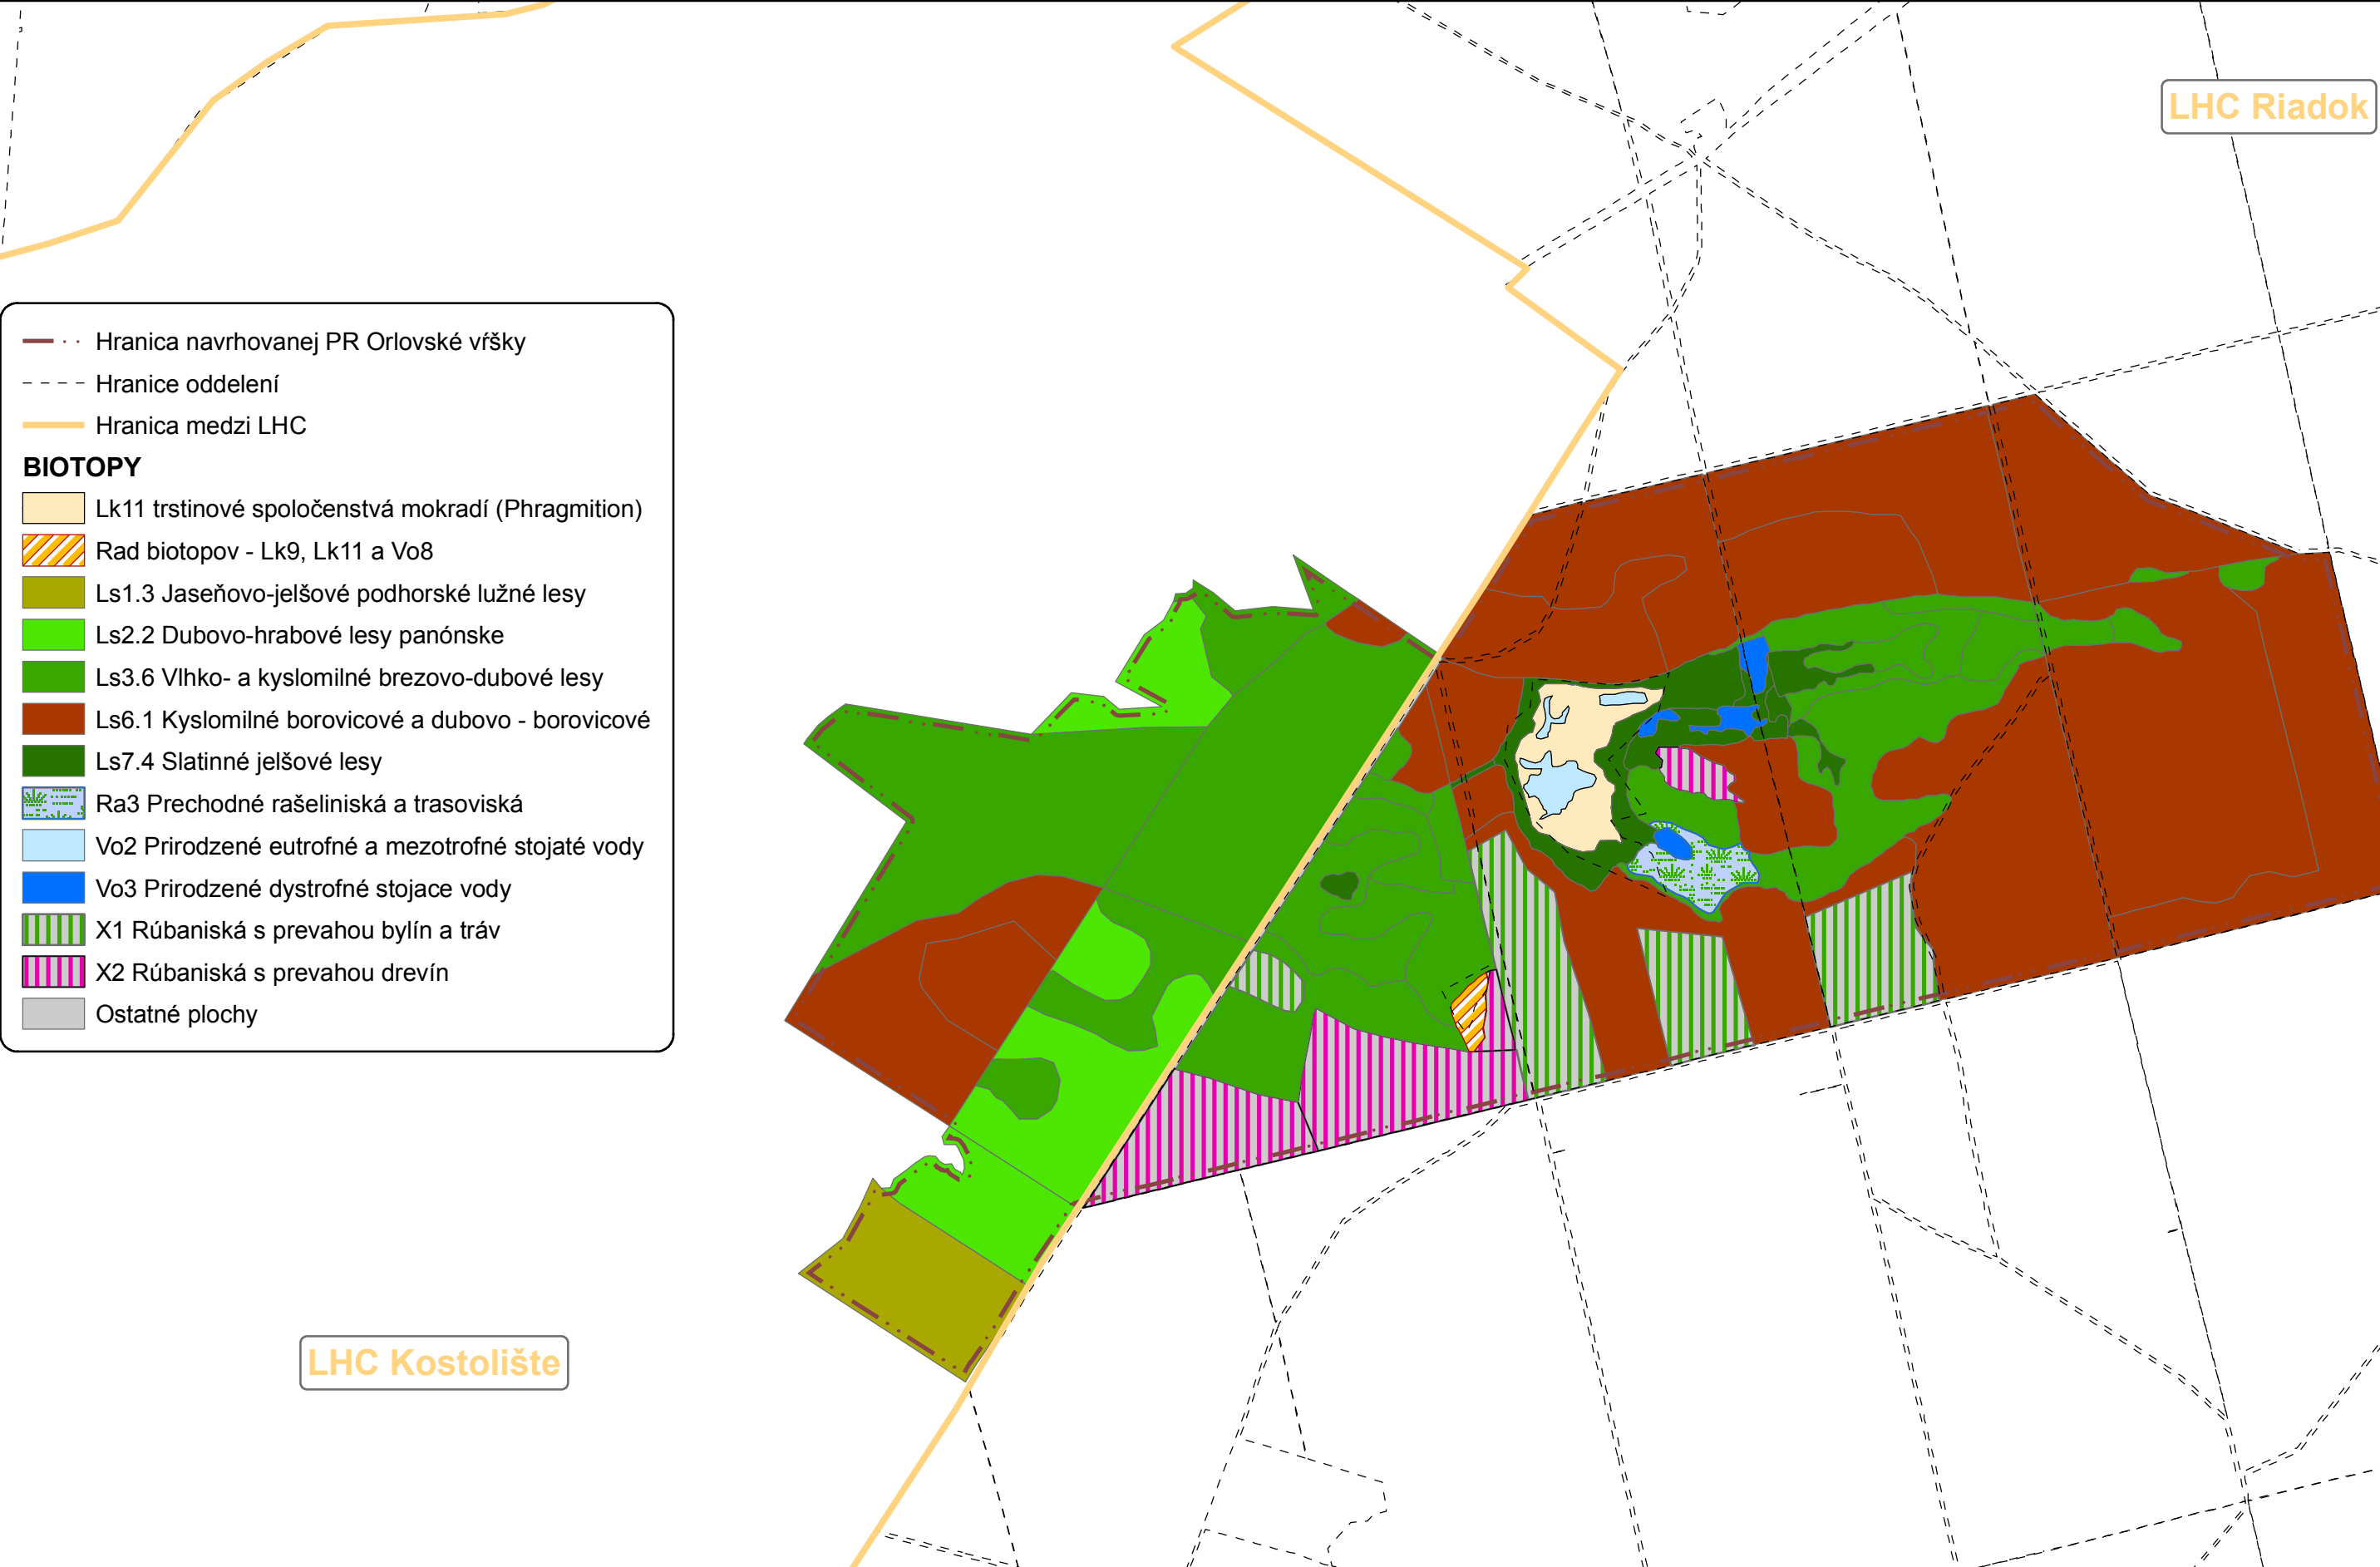 LHC Riadok
Hranica navrhovanej PR Orlovské vŕšky
Hranice oddelení
Hranica medzi LHC
BIOTOPY
Lk11 trstinové spoločenstvá mokradí (Phragmition)
Rad biotopov - Lk9, Lk11 a Vo8
Ls1.3 Jaseňovo-jelšové podhorské lužné lesy
Ls2.2 Dubovo-hrabové lesy panónske
Ls3.6 Vlhko- a kyslomilné brezovo-dubové lesy
Ls6.1 Kyslomilné borovicové a dubovo - borovicové
Ls7.4 Slatinné jelšové lesy
Ra3 Prechodné rašeliniská a trasoviská
Vo2 Prirodzené eutrofné a mezotrofné stojaté vody
Vo3 Prirodzené dystrofné stojace vody
X1 Rúbaniská s prevahou bylín a tráv
X2 Rúbaniská s prevahou drevín
Ostatné plochy
LHC Kostolište